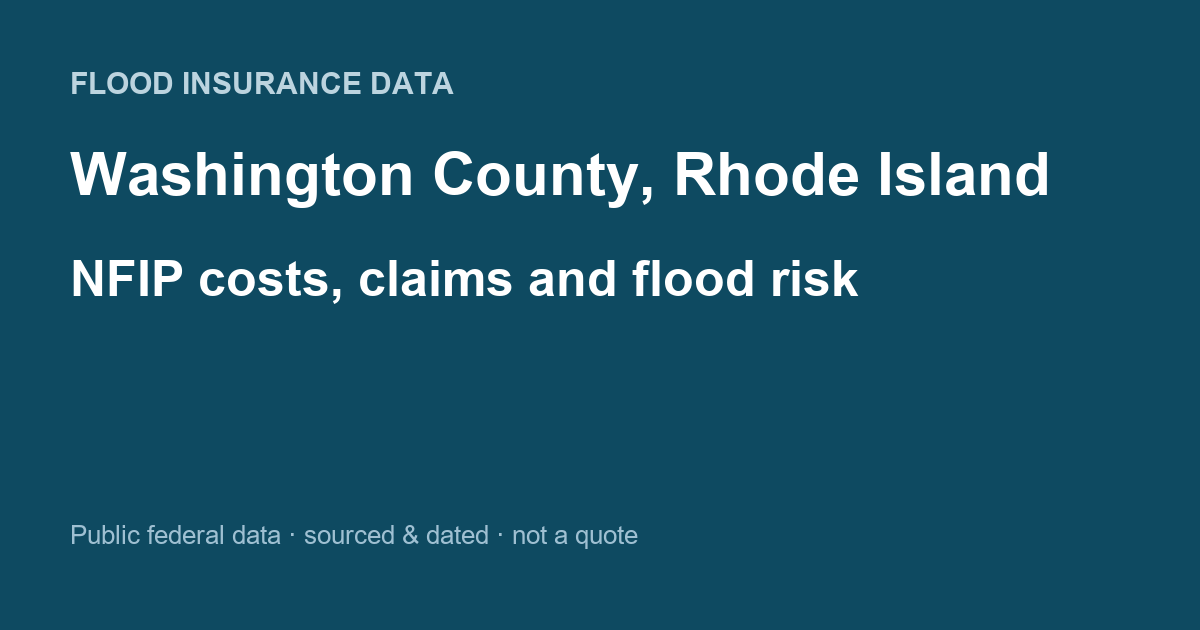 FLOOD INSURANCE DATA
Washington County, Rhode Island
NFIP costs, claims and flood risk
Public federal data · sourced & dated · not a quote